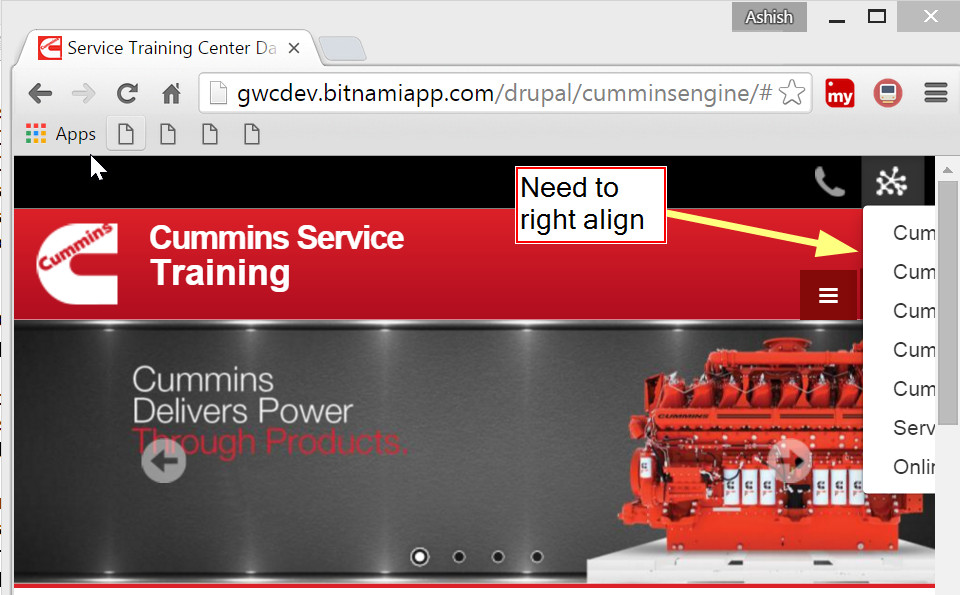 Ashish
Service Training Center Da
gwcdev.bitnamiapp.com/drupal/cumminsengine/#
my
Apps
Need to
right align
Cummins
Cummins Service
Training
Cum
Cum
Cum
Cum
Cum
Serv
Onlin
Cummins
Delivers Power
Through Products.
CUMMINS